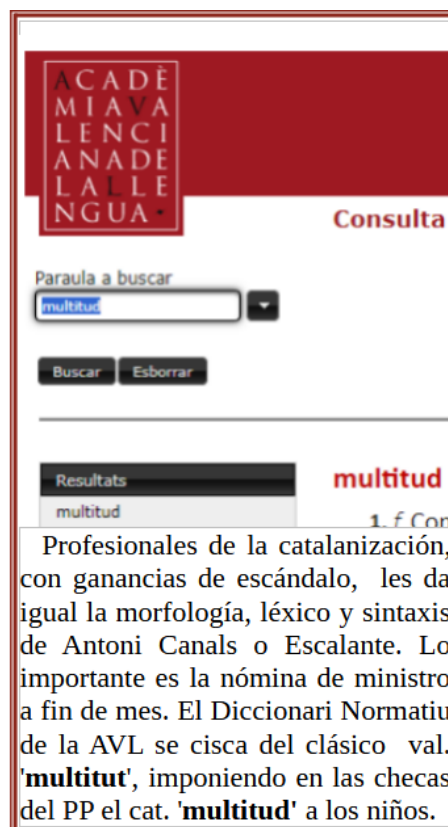 ACADÈ
MIAVA
LENCI
ANADE
LALLE
NGUA·
Consulta
Paraula a buscar
multitud
Buscar Esborrar
Resultats
multitud
multitud
1. f Con
Profesionales de la catalanización,
con ganancias de escándalo, les da
igual la morfología, léxico y sintaxis
de Antoni Canals o Escalante. Lo
importante es la nómina de ministro
a fin de mes. El Diccionari Normatiu
de la AVL se cisca del clásico val.
'multitut', imponiendo en las checas
del PP el cat. 'multitud' a los niños.